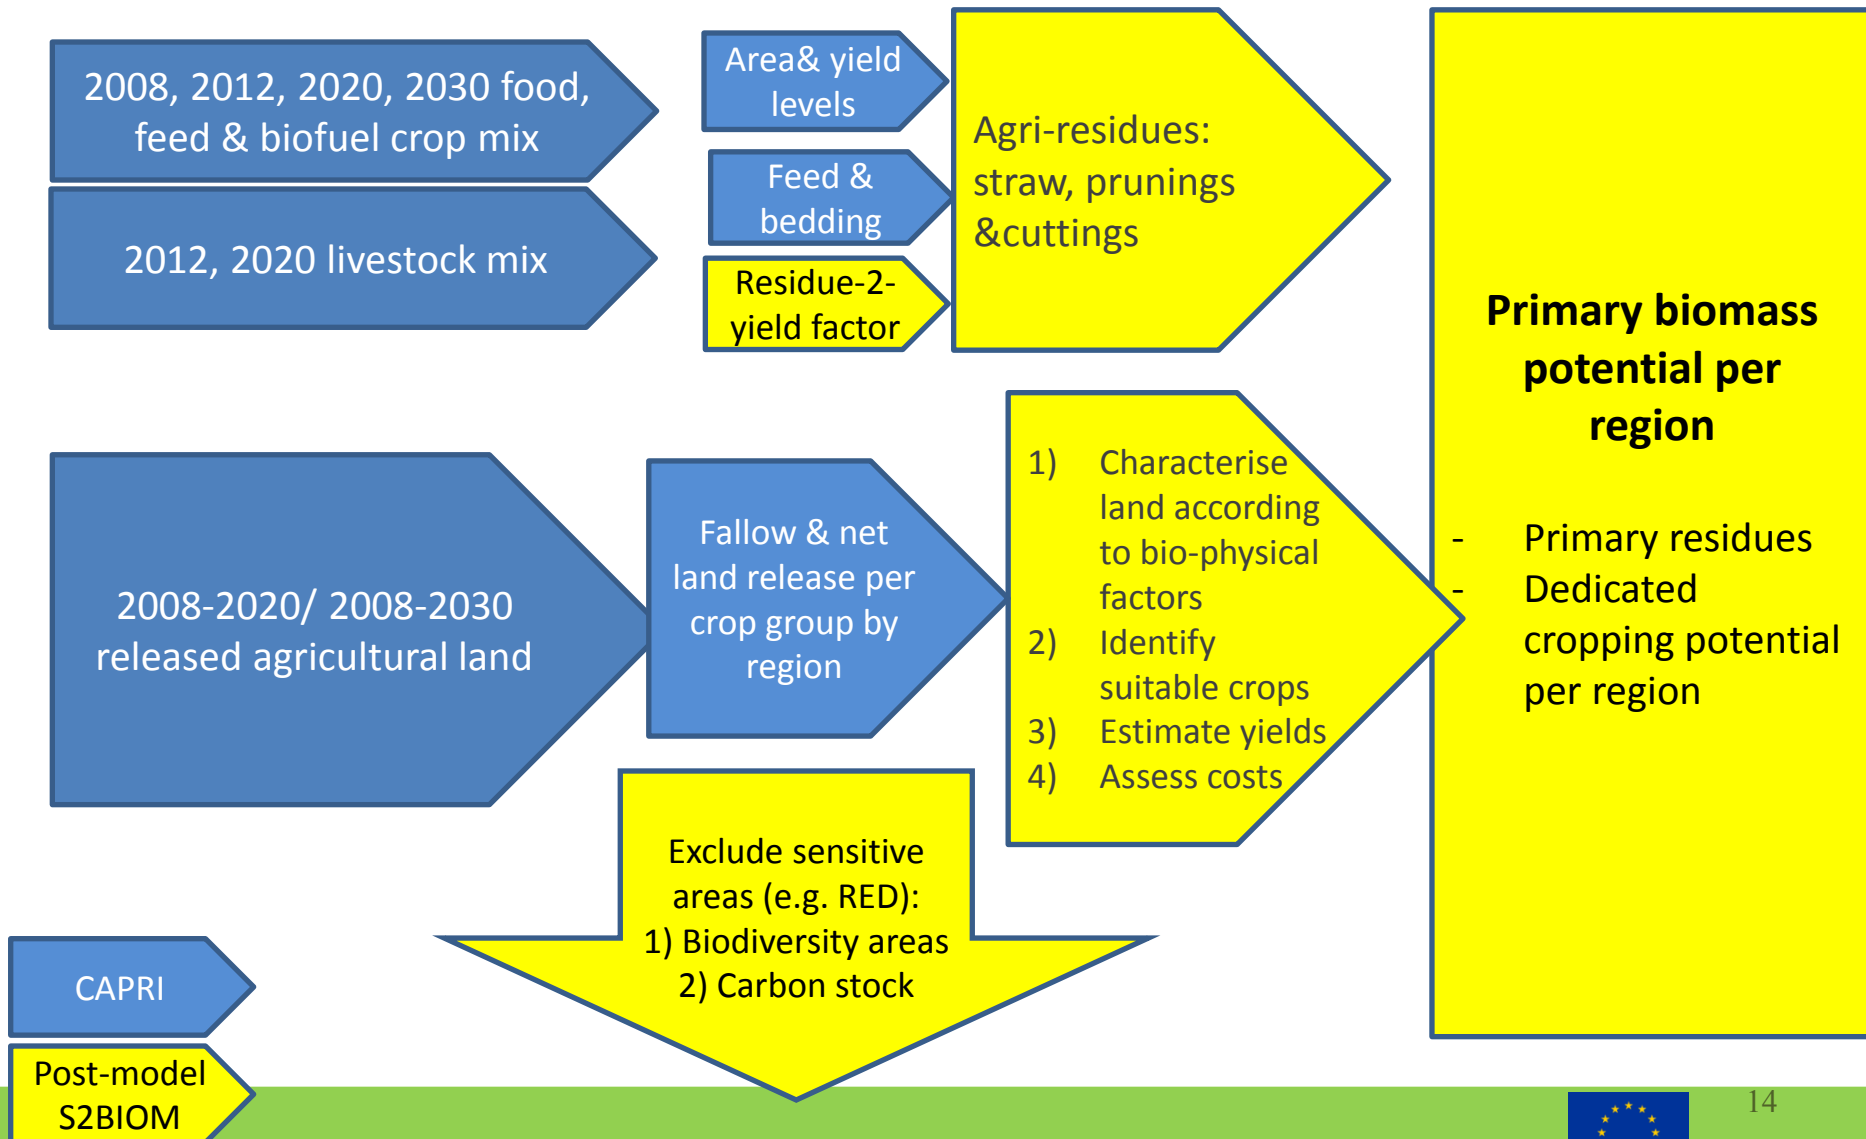 2008, 2012, 2020, 2030 food,
feed & biofuel crop mix
2012, 2020 livestock mix
Area& yield
levels
Feed &
bedding
Residue-2-
yield factor
Agri-residues:
straw, prunings
&cuttings
2008-2020/ 2008-2030
released agricultural land
Fallow & net
land release per
crop group by
region
1) Characterise
land according
to bio-physical
factors
2) Identify
suitable crops
3) Estimate yields
4) Assess costs
Exclude sensitive
areas (e.g. RED):
1) Biodiversity areas
2) Carbon stock
Primary biomass
potential per
region
- Primary residues
- Dedicated
cropping potential
per region
CAPRI
Post-model
S2BIOM
14